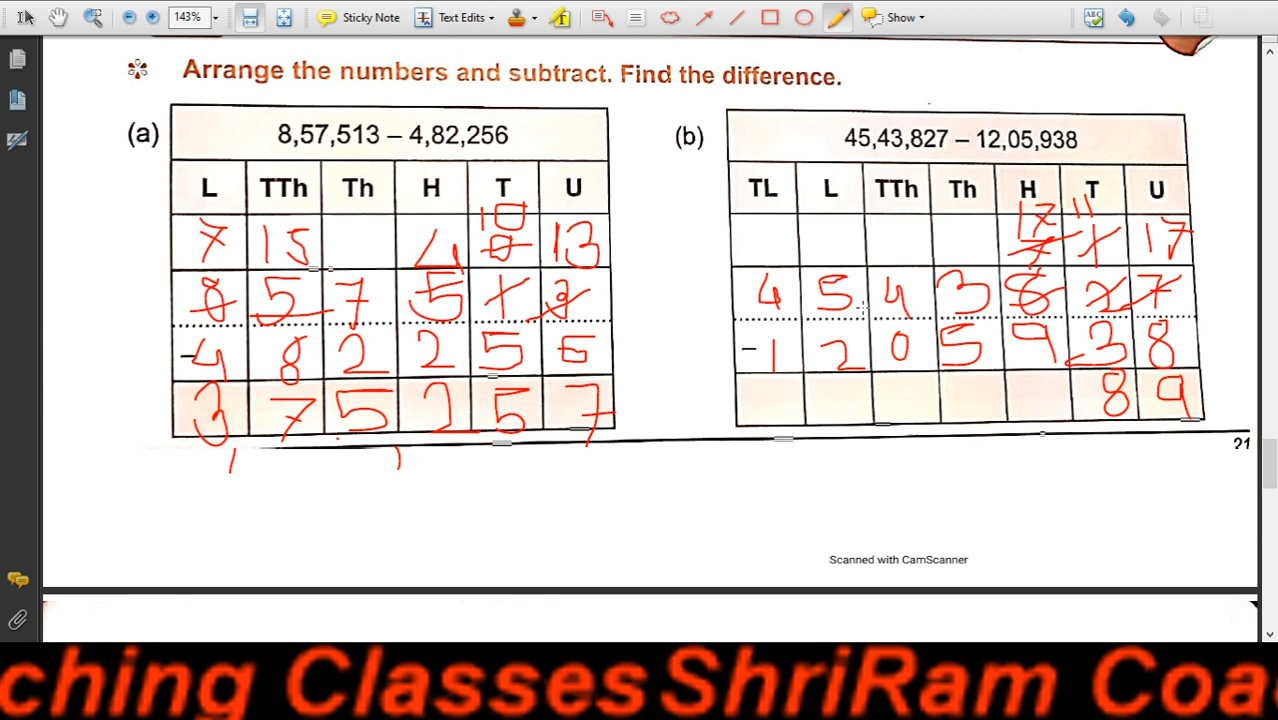 143% Sticky Note Text Edits Show
Arrange the numbers and subtract. Find the difference.
(a) 8,57,513 – 4,82,256
L TTh Th H T U
10
7 15 4 0 13
8 5 7 5 1 3
-4 8 2 2 5 6
3 7 5 2 5 7
(b) 45,43,827 – 12,05,938
TL L TTh Th H T U
17 11
7 1 17
4 5 4 3 8 2 7
-1 2 0 5 9 3 8
8 9
21
Scanned with CamScanner
ching Classes ShriRam Coa